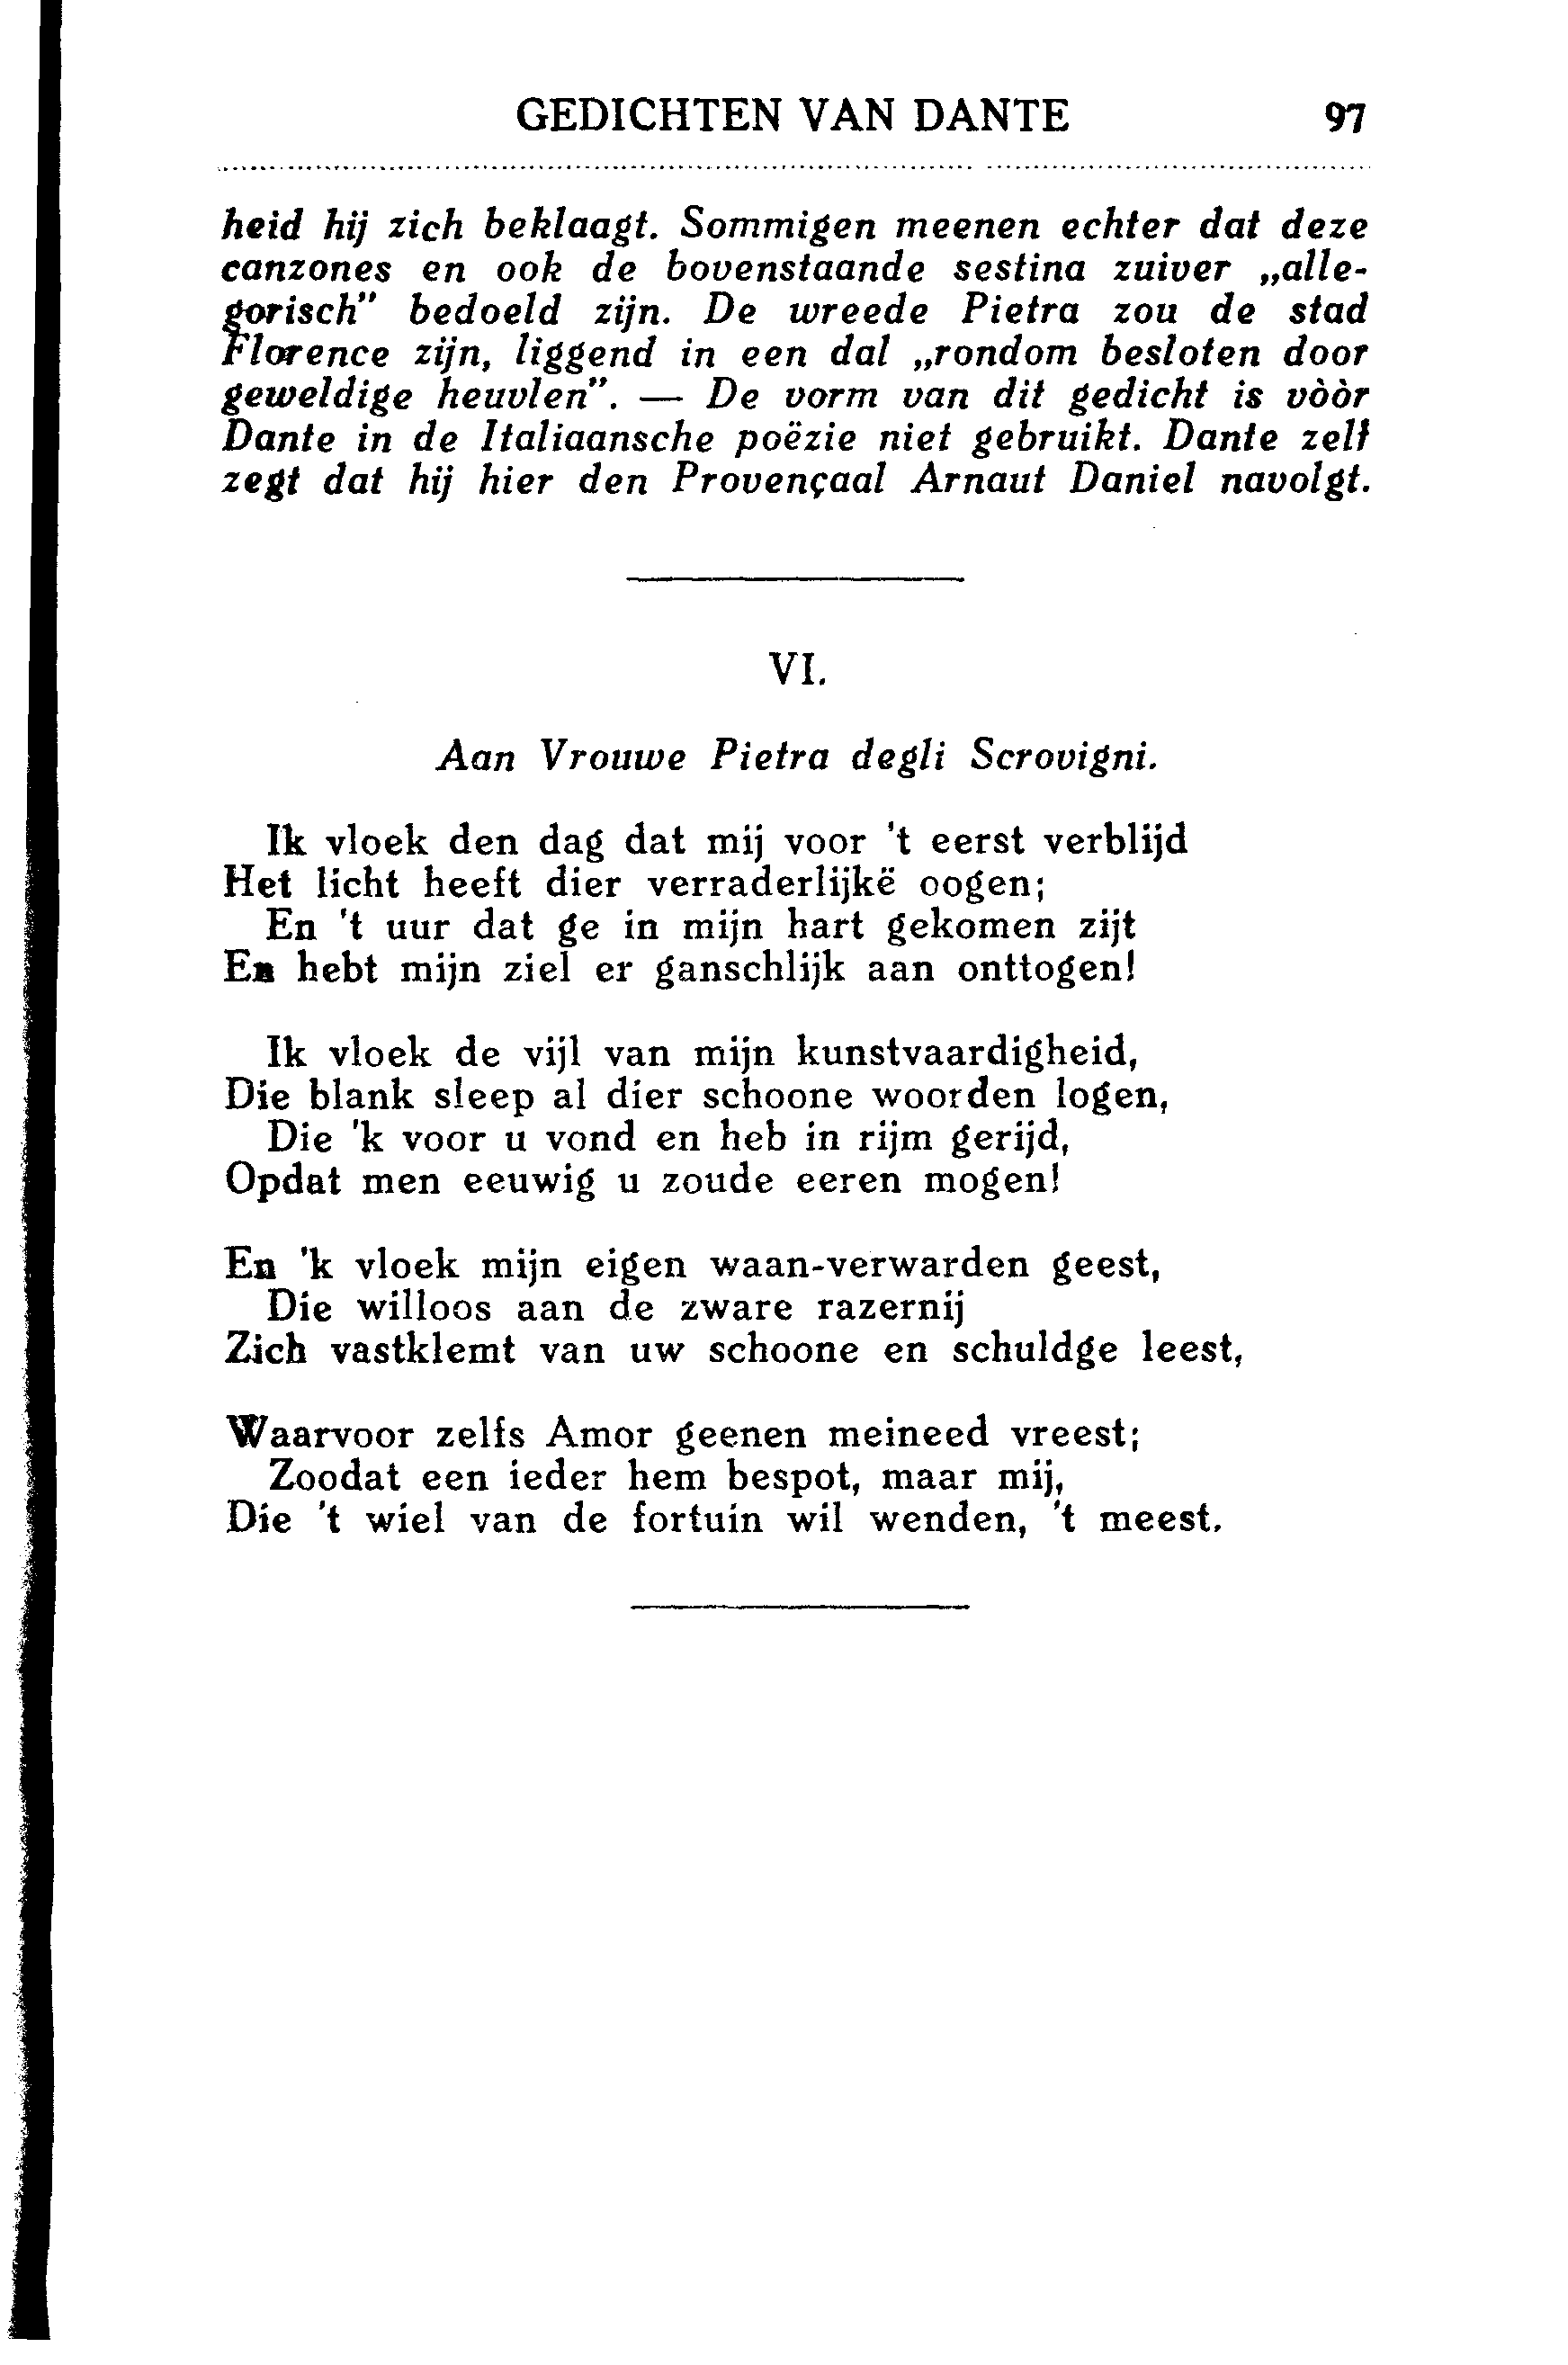 GEDICHTEN VAN DANTE 97
heid hij zich beklaagt. Sommigen meenen echter dat deze
canzones en ook de bovenstaande sestina zuiver „alle-
gorisch” bedoeld zijn. De wreede Pietra zou de stad
Florence zijn, liggend in een dal „rondom besloten door
geweldige heuvlen”. — De vorm van dit gedicht is vòòr
Dante in de Italiaansche poëzie niet gebruikt. Dante zelf
zegt dat hij hier den Provençaal Arnaut Daniel navolgt.
VI.
Aan Vrouwe Pietra degli Scrovigni.
Ik vloek den dag dat mij voor 't eerst verblijd
Het licht heeft dier verraderlijkë oogen;
En 't uur dat ge in mijn hart gekomen zijt
En hebt mijn ziel er ganschlijk aan onttogen!
Ik vloek de vijl van mijn kunstvaardigheid,
Die blank sleep al dier schoone woorden logen,
Die 'k voor u vond en heb in rijm gerijd,
Opdat men eeuwig u zoude eeren mogen!
En 'k vloek mijn eigen waan-verwarden geest,
Die willoos aan de zware razernij
Zich vastklemt van uw schoone en schuldge leest,
Waarvoor zelfs Amor geenen meineed vreest;
Zoodat een ieder hem bespot, maar mij,
Die 't wiel van de fortuin wil wenden, 't meest.